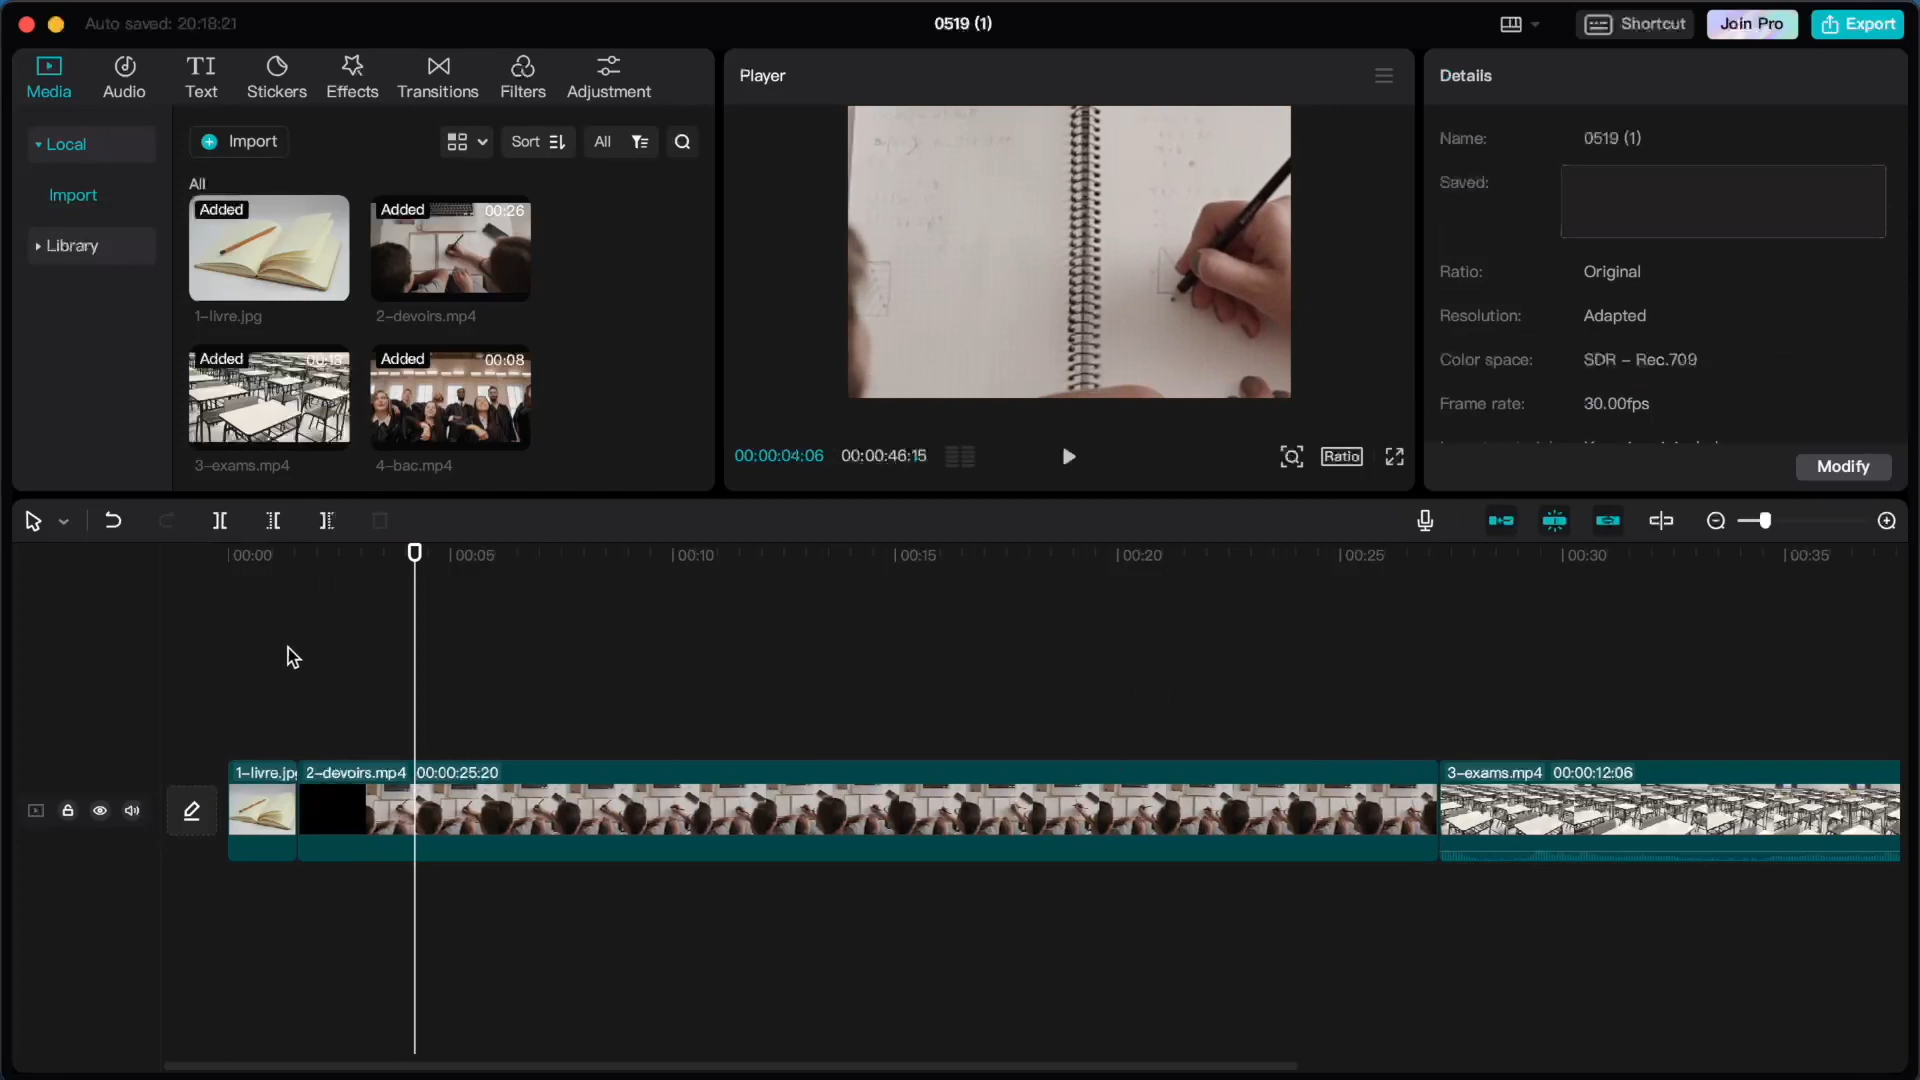 Auto saved: 20:18:21
0519 (1)
Shortcut
Join Pro
Export
Media
Audio
TI
Text
Stickers
Effects
Transitions
Filters
Adjustment
Player
Details
Local
Import
Library
Import
Sort
All
All
Added
1-livre.jpg
Added
00:26
2-devoirs.mp4
Added
00:13
3-exams.mp4
Added
00:08
4-bac.mp4
00:00:04:06
00:00:46:15
Ratio
Name:
0519 (1)
Saved:
Ratio:
Original
Resolution:
Adapted
Color space:
SDR - Rec.709
Frame rate:
30.00fps
Modify
00:00
00:05
00:10
00:15
00:20
00:25
00:30
00:35
1-livre.jpg
2-devoirs.mp4 00:00:25:20
3-exams.mp4 00:00:12:06